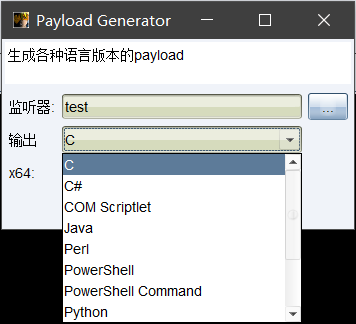 Payload Generator
生成各种语言版本的payload
监听器: test ...
输出 C
x64:
C
C#
COM Scriptlet
Java
Perl
PowerShell
PowerShell Command
Python